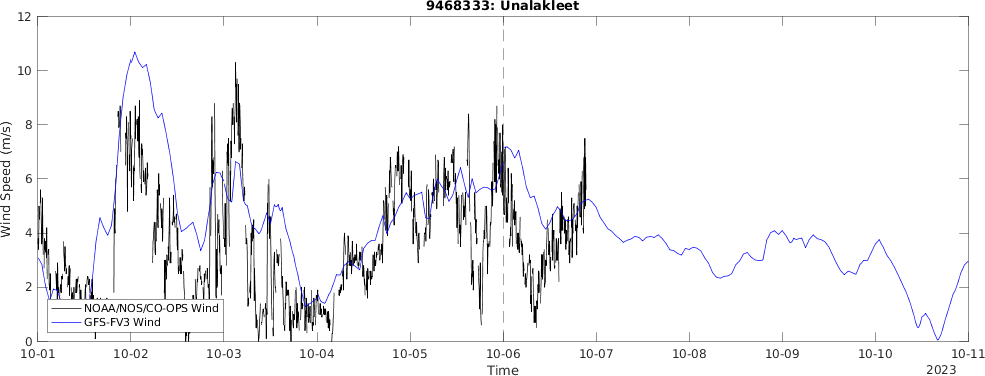 9468333: Unalakleet
Wind Speed (m/s)
12
10
8
6
4
2
0
NOAA/NOS/CO-OPS Wind
GFS-FV3 Wind
10-01 10-02 10-03 10-04 10-05 10-06 10-07 10-08 10-09 10-10 10-11
Time
2023